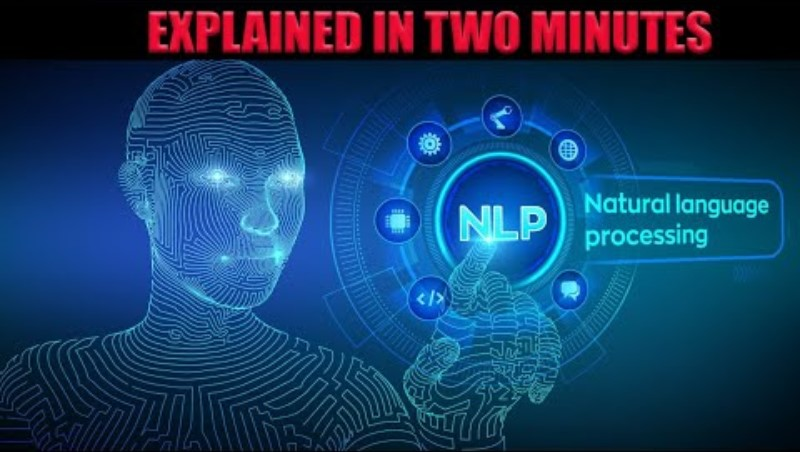 EXPLAINED IN TWO MINUTES
NLP
Natural language
processing
</>